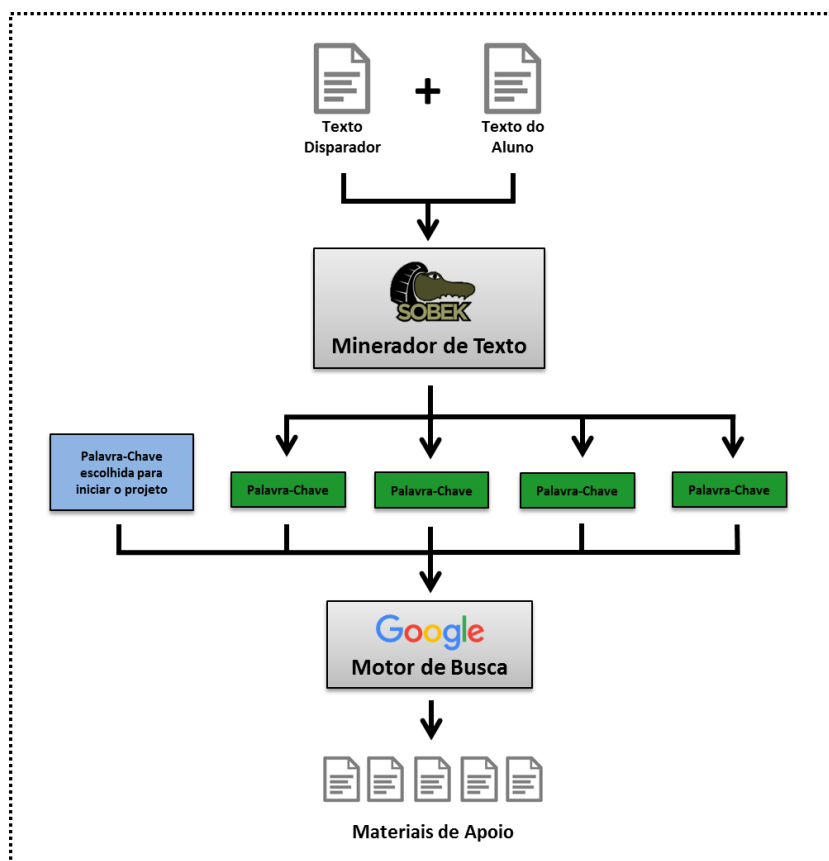 Texto
Disparador
+
Texto do
Aluno
SOBEK
Minerador de Texto
Palavra-Chave
escolhida para
iniciar o projeto
Palavra-Chave
Palavra-Chave
Palavra-Chave
Palavra-Chave
Google
Motor de Busca
Materiais de Apoio